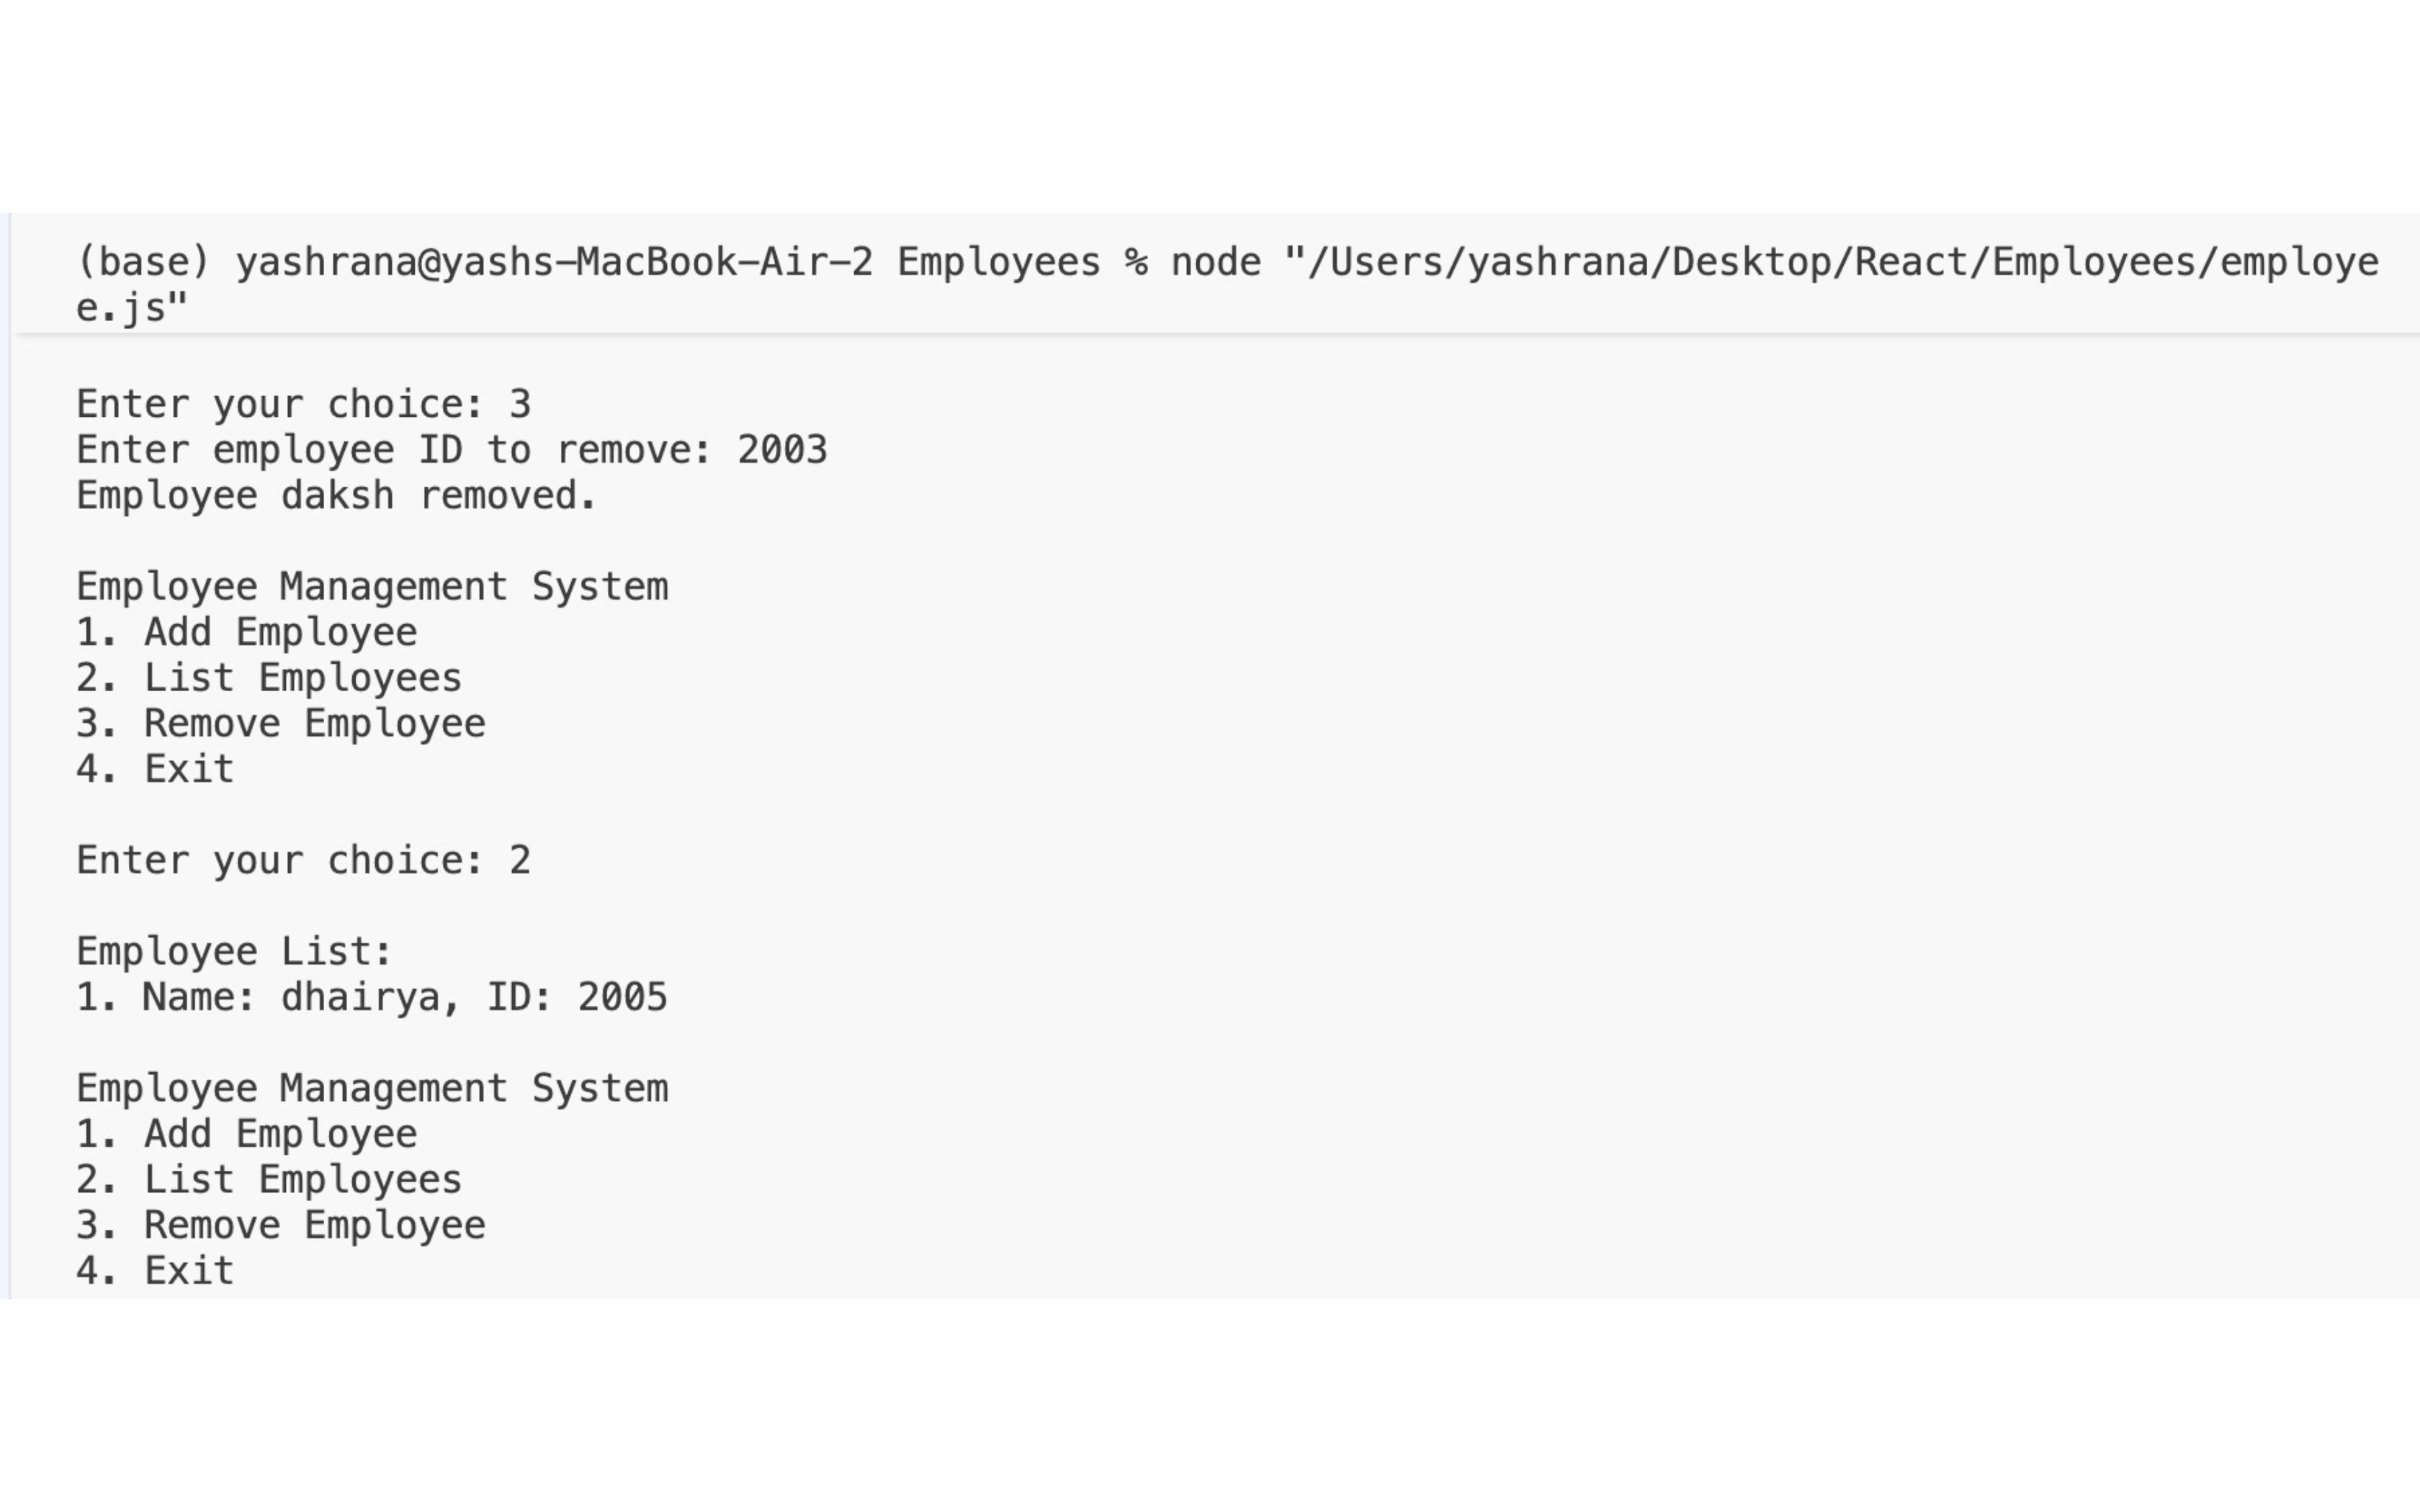 (base) yashrana@yashs-MacBook-Air-2 Employees % node "/Users/yashrana/Desktop/React/Employees/employe
e.js"
Enter your choice: 3
Enter employee ID to remove: 2003
Employee daksh removed.
Employee Management System
1. Add Employee
2. List Employees
3. Remove Employee
4. Exit
Enter your choice: 2
Employee List:
1. Name: dhairya, ID: 2005
Employee Management System
1. Add Employee
2. List Employees
3. Remove Employee
4. Exit